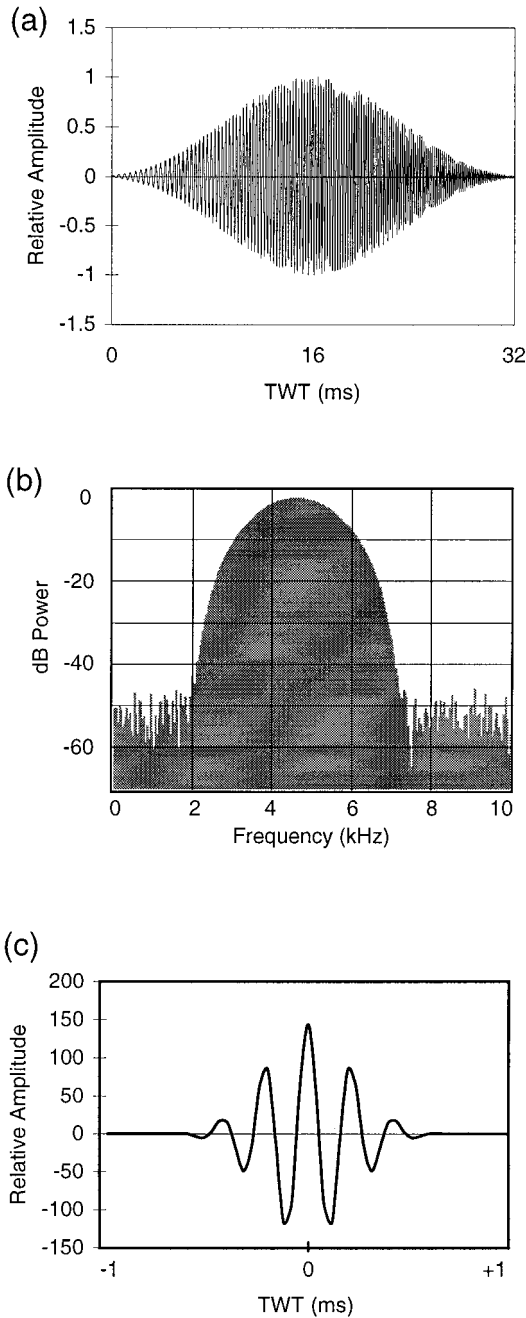 (a)
1.5
1
0.5
0
-0.5
-1
-1.5
Relative Amplitude
0 16 32
TWT (ms)
(b)
0
-20
-40
-60
dB Power
0 2 4 6 8 10
Frequency (kHz)
(c)
200
150
100
50
0
-50
-100
-150
Relative Amplitude
-1 0 +1
TWT (ms)